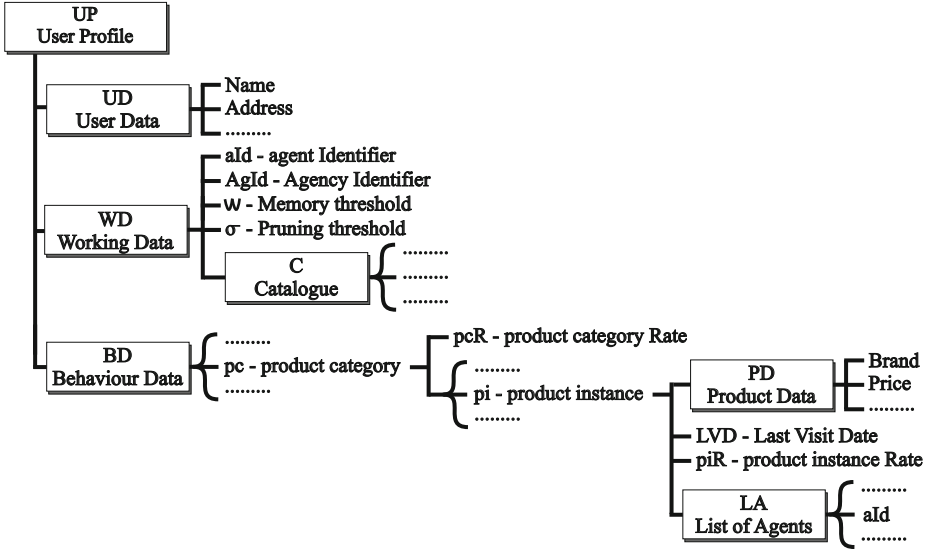 UP
User Profile
UD
User Data
Name
Address
.........
WD
Working Data
aId - agent Identifier
AgId - Agency Identifier
w - Memory threshold
σ - Pruning threshold
C
Catalogue
.........
.........
.........
BD
Behaviour Data
.........
pc - product category
.........
pcR - product category Rate
.........
pi - product instance
.........
PD
Product Data
Brand
Price
.........
LVD - Last Visit Date
piR - product instance Rate
LA
List of Agents
.........
aId
.........